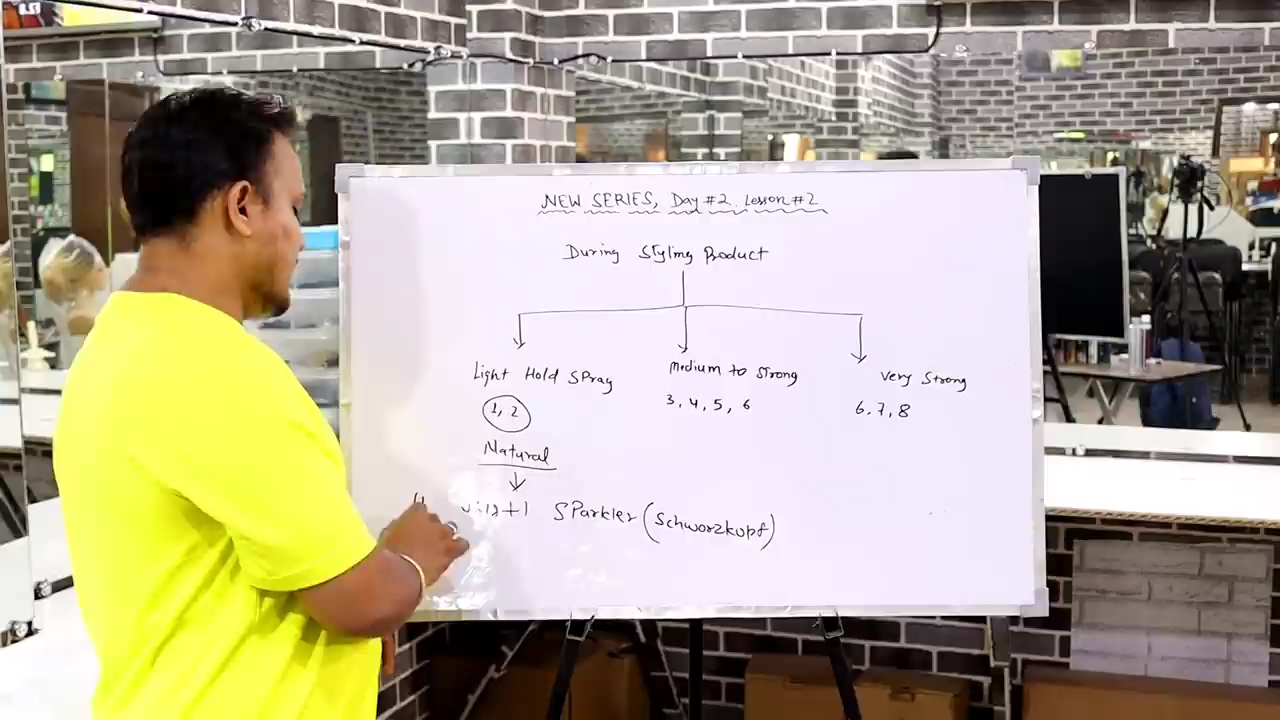 NEW SERIES, Day #2. Lesson #2
During Styling Product
Light Hold SPray
Medium to Strong
Very Strong
1, 2
3, 4, 5, 6
6, 7, 8
Natural
SParkler (Schworzkopf)